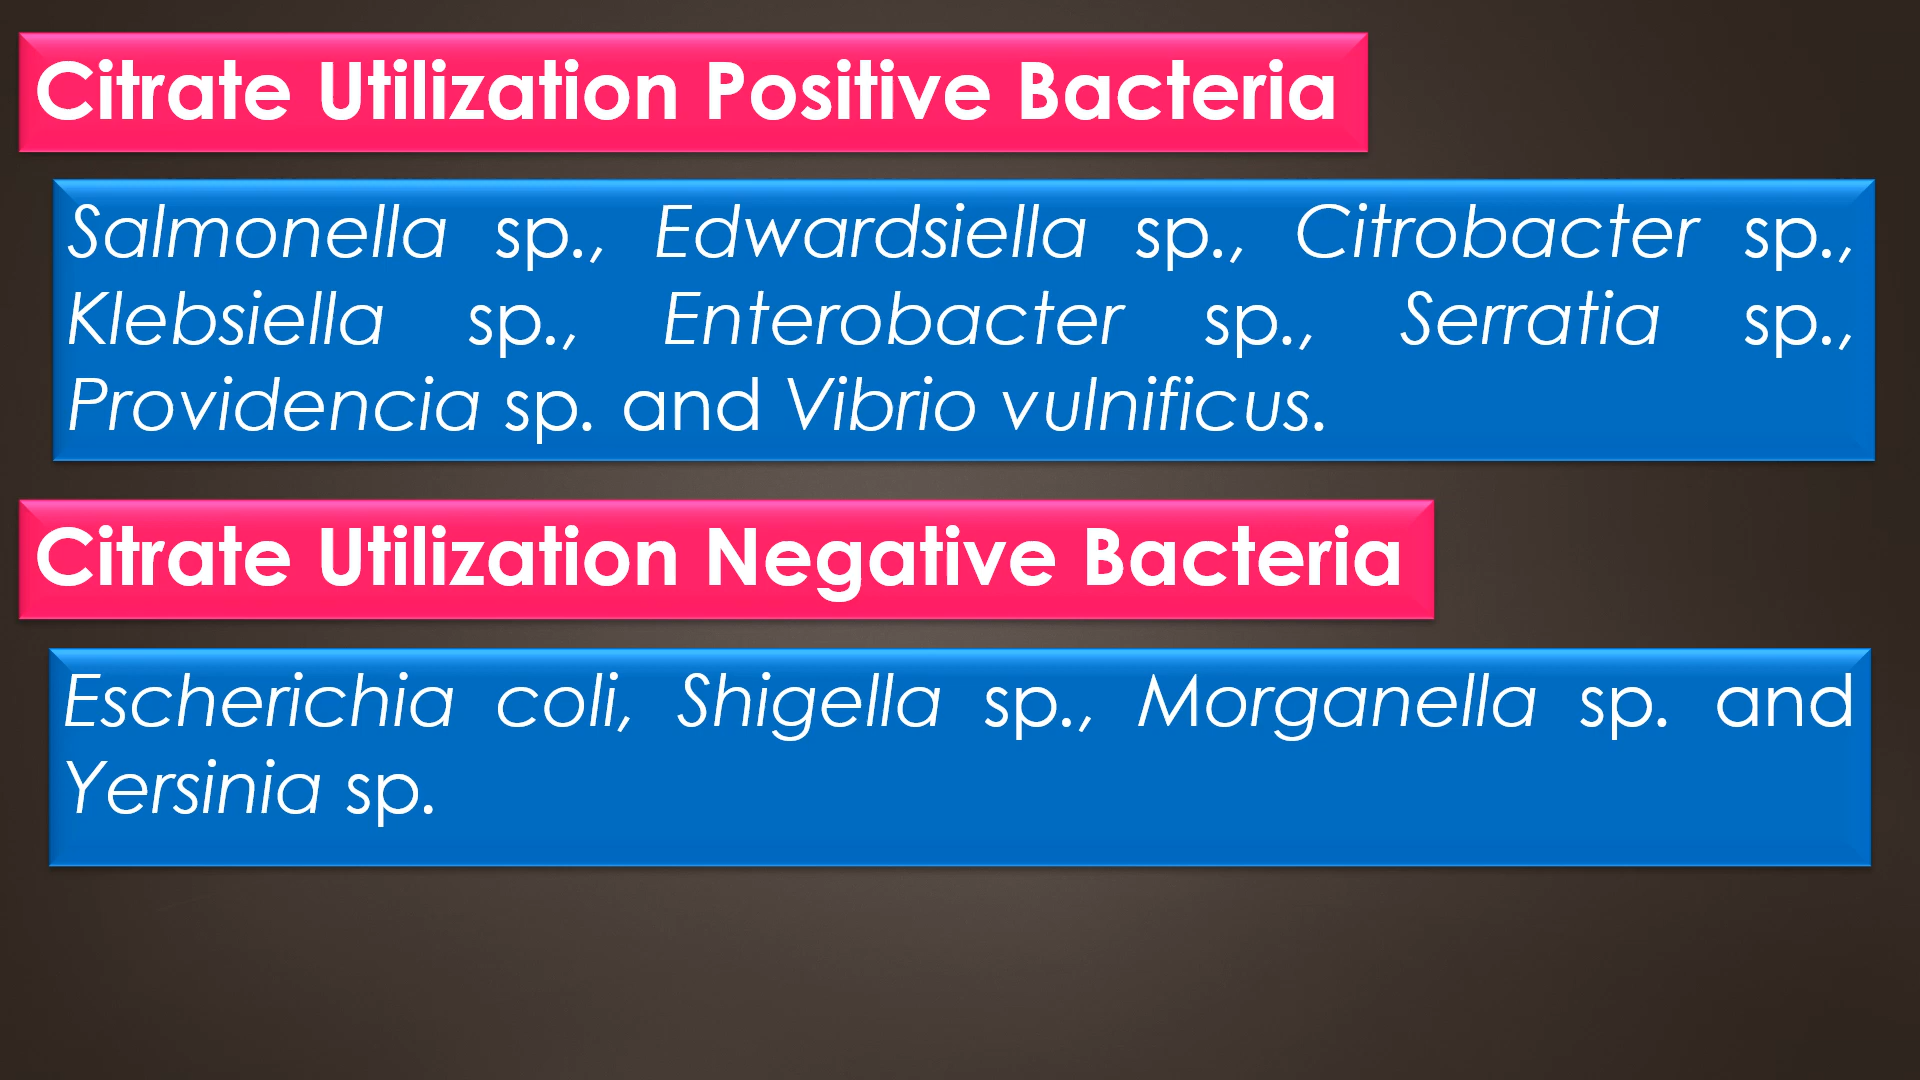 Citrate Utilization Positive Bacteria
Salmonella sp., Edwardsiella sp., Citrobacter sp.,
Klebsiella sp., Enterobacter sp., Serratia sp.,
Providencia sp. and Vibrio vulnificus.
Citrate Utilization Negative Bacteria
Escherichia coli, Shigella sp., Morganella sp. and
Yersinia sp.